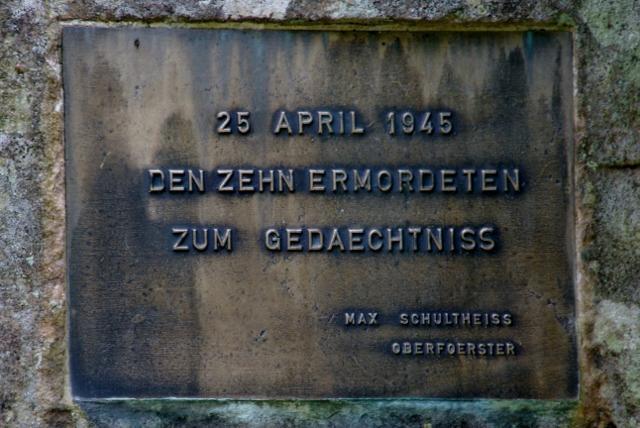 25 APRIL 1945
DEN ZEHN ERMORDETEN
ZUM GEDAECHTNISS
MAX SCHULTHEISS
OBERFOERSTER